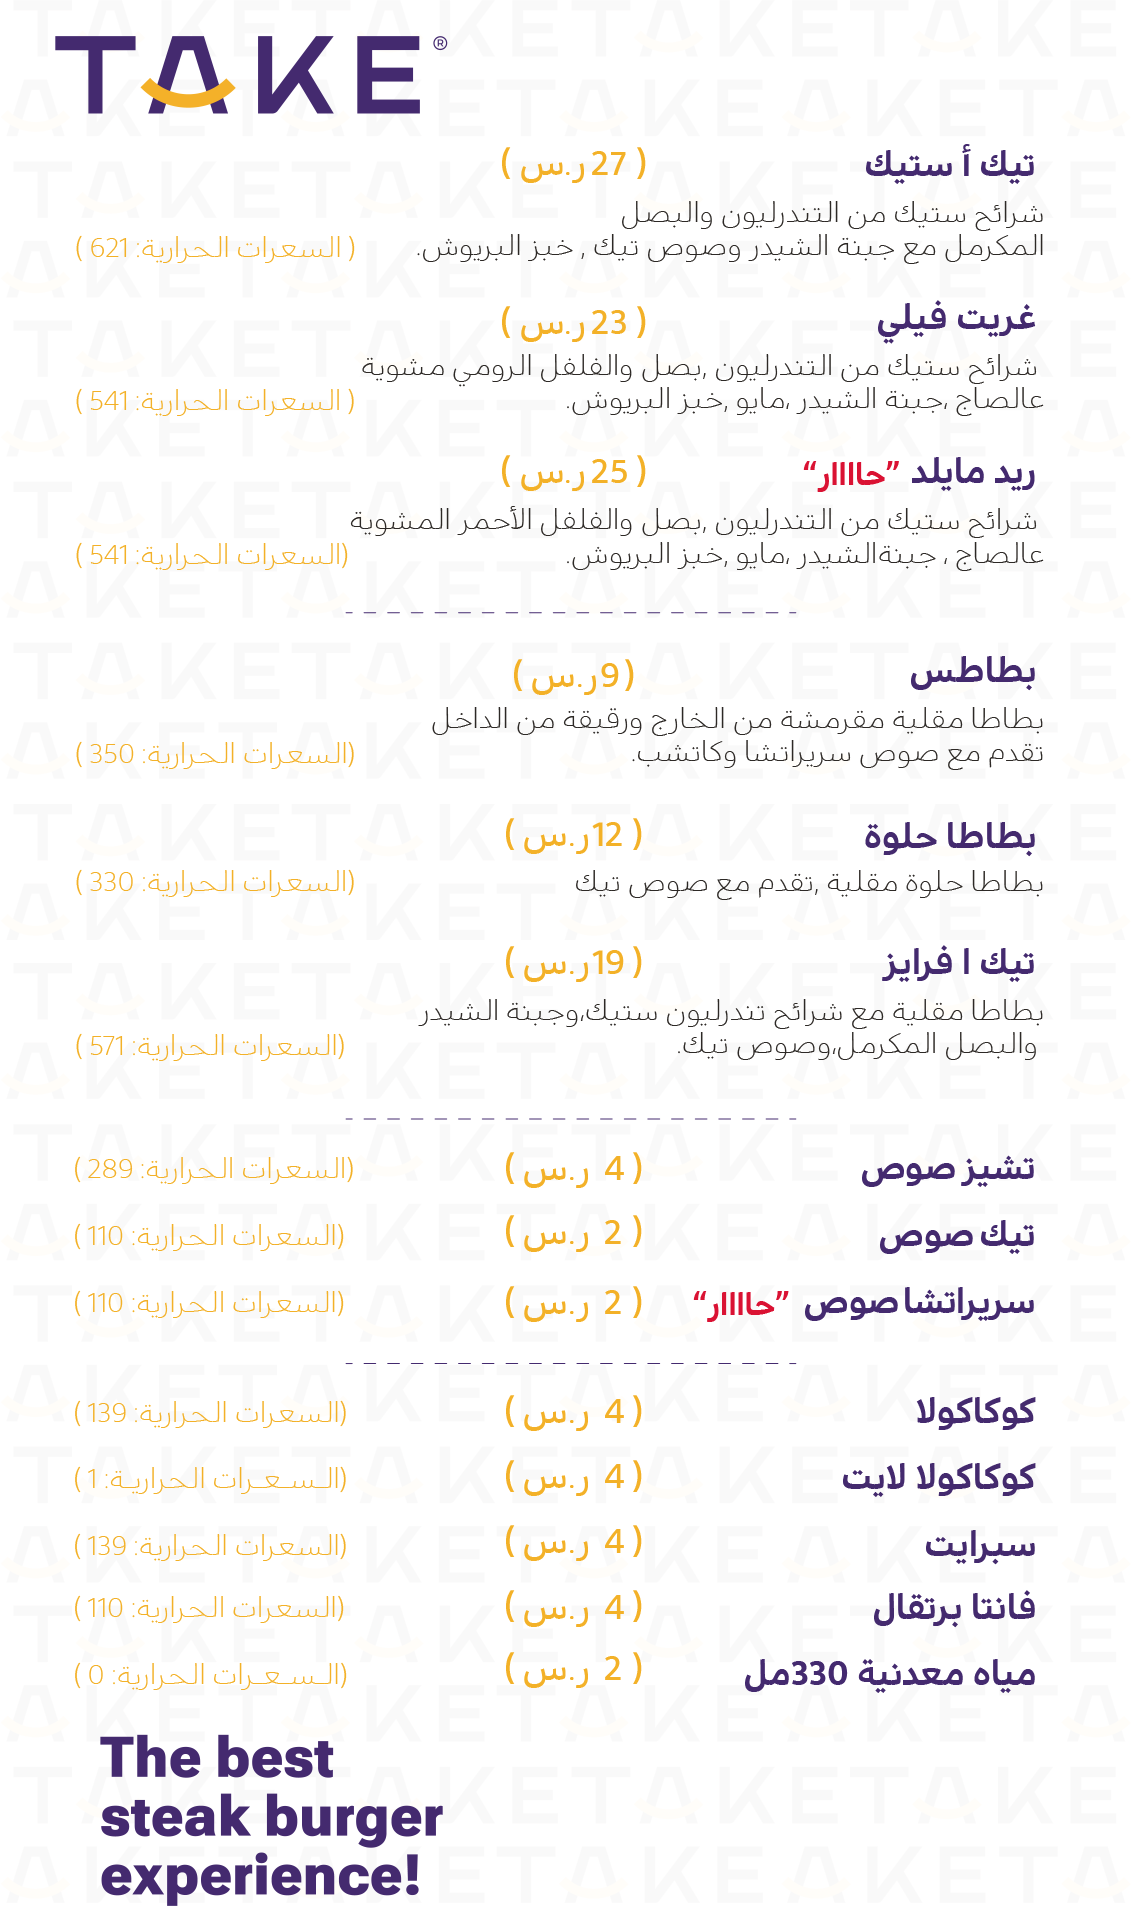 TAKE®
تيك أ ستيك ( 27 ر.س )
شرائح ستيك من التندرليون والبصل
المكرمل مع جبنة الشيدر وصوص تيك , خبز البريوش. ( السعرات الحرارية: 621 )
غريت فيلي ( 23 ر.س )
شرائح ستيك من التندرليون ,بصل والفلفل الرومي مشوية
عالصاج ،جبنة الشيدر ،مايو ,خبز البريوش. ( السعرات الحرارية: 541 )
ريد مايلد ”حاااار“ ( 25 ر.س )
شرائح ستيك من التندرليون ,بصل والفلفل الأحمر المشوية
عالصاج ، جبنةالشيدر ،مايو ,خبز البريوش. (السعرات الحرارية: 541 )
بطاطس ( 9ر.س )
بطاطا مقلية مقرمشة من الخارج ورقيقة من الداخل
تقدم مع صوص سريراتشا وكاتشب. (السعرات الحرارية: 350 )
بطاطا حلوة ( 12ر.س )
بطاطا حلوة مقلية ,تقدم مع صوص تيك (السعرات الحرارية: 330 )
تيك ا فرايز ( 19ر.س )
بطاطا مقلية مع شرائح تندرليون ستيك،وجبنة الشيدر
والبصل المكرمل،وصوص تيك. (السعرات الحرارية: 571 )
تشيز صوص ( 4 ر.س ) (السعرات الحرارية: 289 )
تيك صوص ( 2 ر.س ) (السعرات الحرارية: 110 )
سريراتشا صوص ”حاااار“ ( 2 ر.س ) (السعرات الحرارية: 110 )
كوكاكولا ( 4 ر.س ) (السعرات الحرارية: 139 )
كوكاكولا لايت ( 4 ر.س ) (الـسـعـرات الـحـراريـة: 1 )
سبرايت ( 4 ر.س ) (السعرات الحرارية: 139 )
فانتا برتقال ( 4 ر.س ) (السعرات الحرارية: 110 )
مياه معدنية 330مل ( 2 ر.س ) (الـسـعـرات الحرارية: 0 )
The best
steak burger
experience!